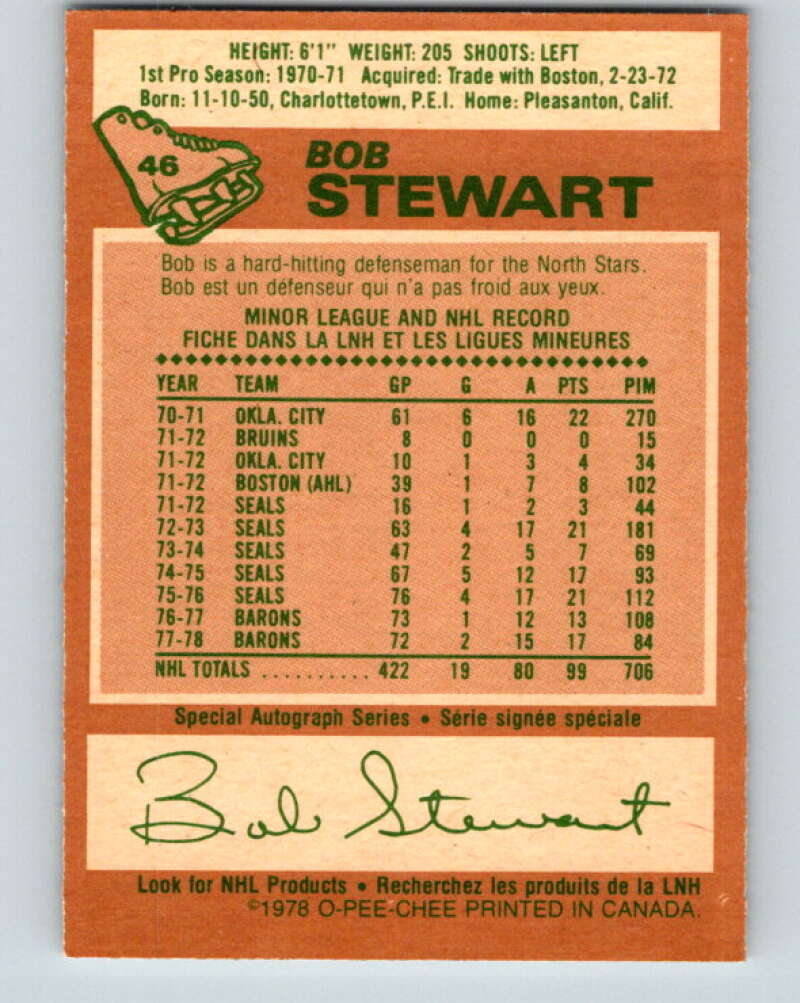 HEIGHT: 6'1" WEIGHT: 205 SHOOTS: LEFT
1st Pro Season: 1970-71 Acquired: Trade with Boston, 2-23-72
Born: 11-10-50, Charlottetown, P.E.I. Home: Pleasanton, Calif.
46
BOB
STEWART
Bob is a hard-hitting defenseman for the North Stars.
Bob est un défenseur qui n'a pas froid aux yeux.
MINOR LEAGUE AND NHL RECORD
FICHE DANS LA LNH ET LES LIGUES MINEURES
YEAR TEAM GP G A PTS PIM
70-71 OKLA. CITY 61 6 16 22 270
71-72 BRUINS 8 0 0 0 15
71-72 OKLA. CITY 10 1 3 4 34
71-72 BOSTON (AHL) 39 1 7 8 102
71-72 SEALS 16 1 2 3 44
72-73 SEALS 63 4 17 21 181
73-74 SEALS 47 2 5 7 69
74-75 SEALS 67 5 12 17 93
75-76 SEALS 76 4 17 21 112
76-77 BARONS 73 1 12 13 108
77-78 BARONS 72 2 15 17 84
NHL TOTALS .......... 422 19 80 99 706
Special Autograph Series • Série signée spéciale
Bob Stewart
Look for NHL Products • Recherchez les produits de la LNH
©1978 O-PEE-CHEE PRINTED IN CANADA.